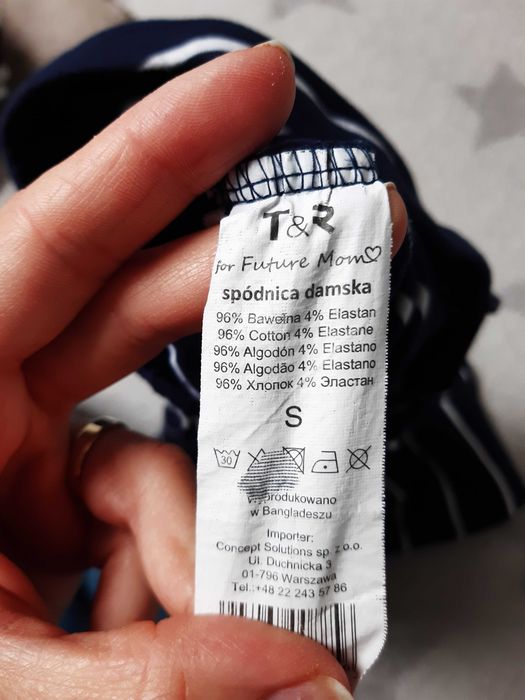 T&R
for Future Mom
spódnica damska
96% Bawełna 4% Elastan
96% Cotton 4% Elastane
96% Algodón 4% Elastano
96% Algodão 4% Elastano
96% Хлопок 4% Эластан
S
30
Wyprodukowano
w Bangladeszu
Importer:
Concept Solutions sp. z o.o.
Ul. Duchnicka 3
01-796 Warszawa
Tel.:+48 22 243 57 86